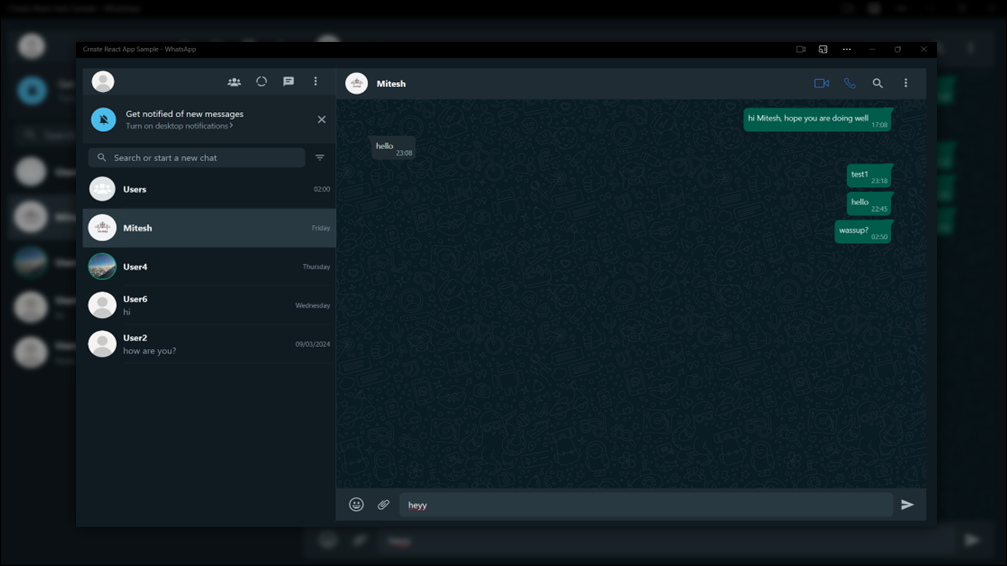 Create React App Sample - WhatsApp
Mitesh
Get notified of new messages
Turn on desktop notifications >
Search or start a new chat
Users 02:00
Mitesh Friday
User4 Thursday
User6 Wednesday
hi
User2 09/03/2024
how are you?
hi Mitesh, hope you are doing well 17:08
hello 23:08
test1 23:18
hello 22:45
wassup? 02:50
heyy